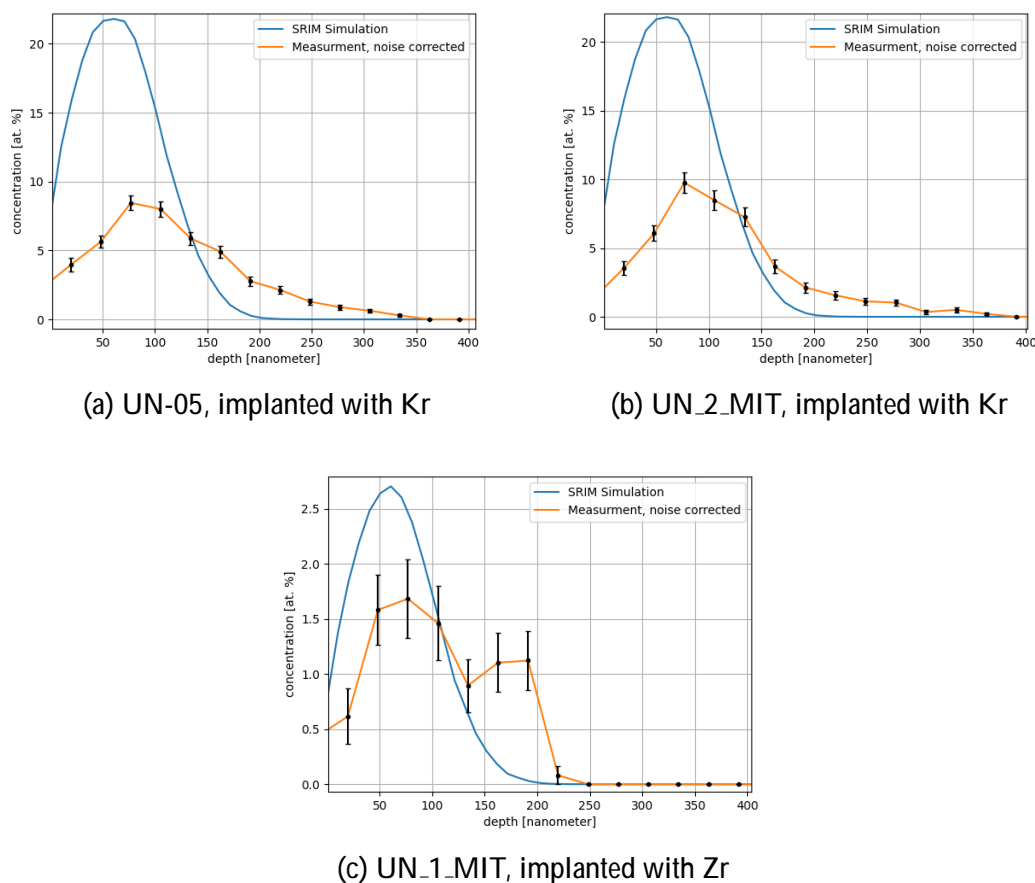 SRIM Simulation
Measurment, noise corrected
concentration [at. %]
20
15
10
5
0
50 100 150 200 250 300 350 400
depth [nanometer]
(a) UN-05, implanted with Kr
SRIM Simulation
Measurment, noise corrected
concentration [at. %]
20
15
10
5
0
50 100 150 200 250 300 350 400
depth [nanometer]
(b) UN_2_MIT, implanted with Kr
SRIM Simulation
Measurment, noise corrected
concentration [at. %]
2.5
2.0
1.5
1.0
0.5
0.0
50 100 150 200 250 300 350 400
depth [nanometer]
(c) UN_1_MIT, implanted with Zr